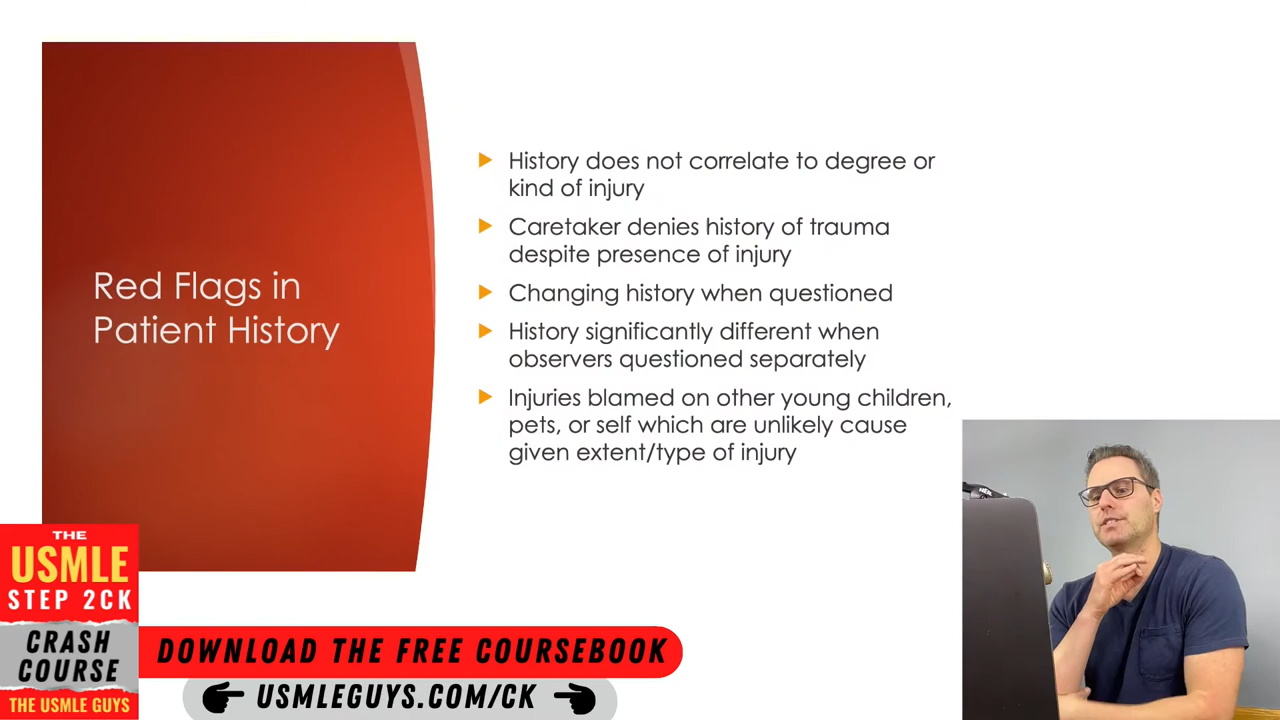 Red Flags in
Patient History
History does not correlate to degree or
kind of injury
Caretaker denies history of trauma
despite presence of injury
Changing history when questioned
History significantly different when
observers questioned separately
Injuries blamed on other young children,
pets, or self which are unlikely cause
given extent/type of injury
THE
USMLE
STEP 2CK
CRASH
COURSE
THE USMLE GUYS
DOWNLOAD THE FREE COURSEBOOK
USMLEGUYS.COM/CK